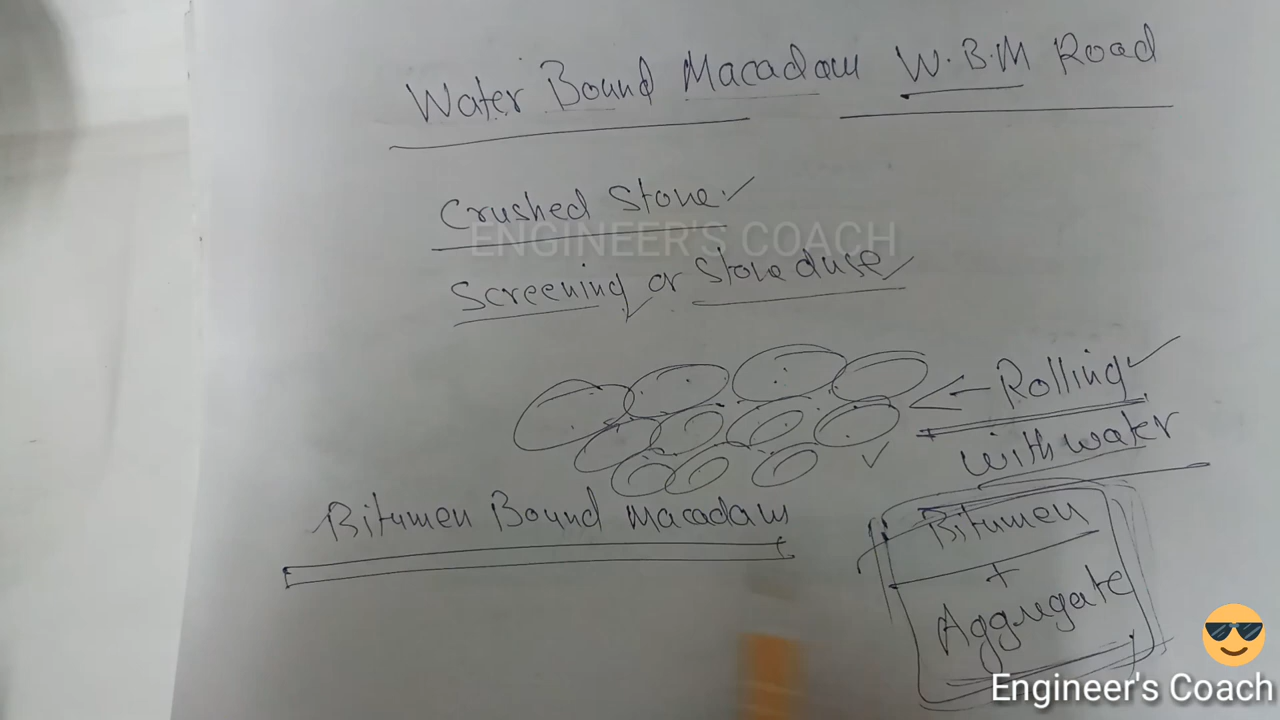 Water Bound Macadam W.B.M Road
Crushed Stone
ENGINEER'S COACH
Screening or Stone duse
Rolling
with water
Bitumen Bound Macadam
Bitumen
+
Aggregate
Engineer's Coach